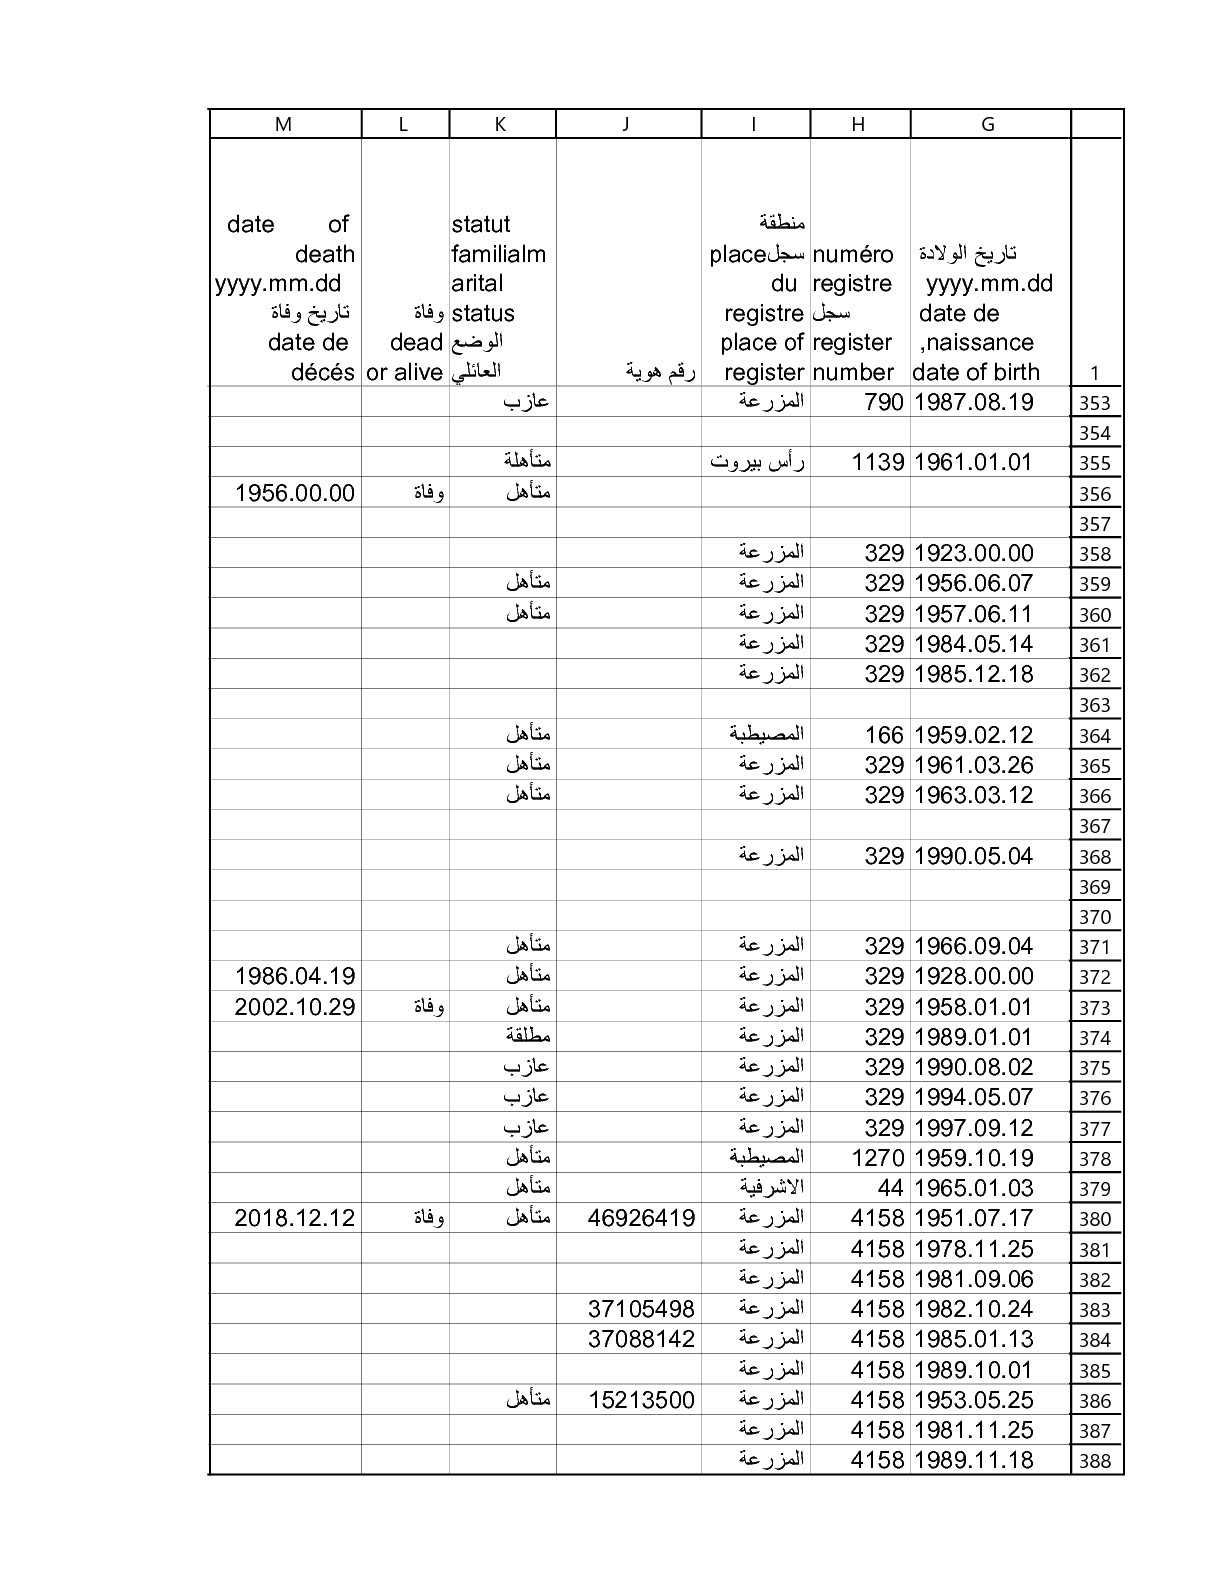 M L K J I H G
date of statut منطقة
death familialm placeسجل numéro تاريخ الولادة
yyyy.mm.dd arital du registre yyyy.mm.dd
تاريخ وفاة وفاة status registre سجل date de
date de dead الوضع place of register ,naissance
décés or alive العائلي رقم هوية register number date of birth 1
عازب المزرعة 790 1987.08.19 353
354
متأهلة رأس بيروت 1139 1961.01.01 355
1956.00.00 وفاة متأهل 356
357
المزرعة 329 1923.00.00 358
متأهل المزرعة 329 1956.06.07 359
متأهل المزرعة 329 1957.06.11 360
المزرعة 329 1984.05.14 361
المزرعة 329 1985.12.18 362
363
متأهل المصيطبة 166 1959.02.12 364
متأهل المزرعة 329 1961.03.26 365
متأهل المزرعة 329 1963.03.12 366
367
المزرعة 329 1990.05.04 368
369
370
متأهل المزرعة 329 1966.09.04 371
1986.04.19 متأهل المزرعة 329 1928.00.00 372
2002.10.29 وفاة متأهل المزرعة 329 1958.01.01 373
مطلقة المزرعة 329 1989.01.01 374
عازب المزرعة 329 1990.08.02 375
عازب المزرعة 329 1994.05.07 376
عازب المزرعة 329 1997.09.12 377
متأهل المصيطبة 1270 1959.10.19 378
متأهل الاشرفية 44 1965.01.03 379
2018.12.12 وفاة متأهل 46926419 المزرعة 4158 1951.07.17 380
المزرعة 4158 1978.11.25 381
المزرعة 4158 1981.09.06 382
37105498 المزرعة 4158 1982.10.24 383
37088142 المزرعة 4158 1985.01.13 384
المزرعة 4158 1989.10.01 385
متأهل 15213500 المزرعة 4158 1953.05.25 386
المزرعة 4158 1981.11.25 387
المزرعة 4158 1989.11.18 388